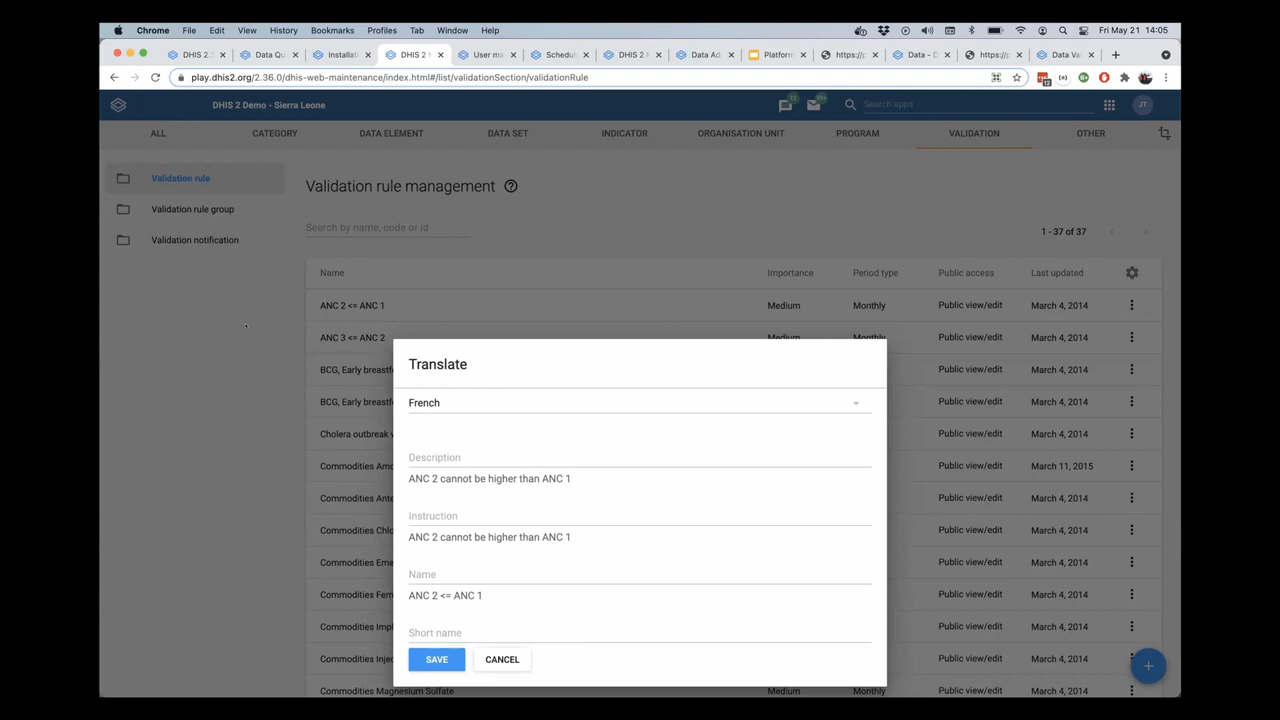 Chrome File Edit View History Bookmarks Profiles Tab Window Help Fri May 21 14:05
DHIS 2 Data Qu Installati DHIS 2 User ma Schedul DHIS 2 Data Ad Platform https:// Data - D https:// Data Va
play.dhis2.org/2.36.0/dhis-web-maintenance/index.html#/list/validationSection/validationRule
DHIS 2 Demo - Sierra Leone Search apps JT
ALL CATEGORY DATA ELEMENT DATA SET INDICATOR ORGANISATION UNIT PROGRAM VALIDATION OTHER
Validation rule
Validation rule group
Validation notification
Validation rule management
Search by name, code or id
1 - 37 of 37
Name Importance Period type Public access Last updated
ANC 2 <= ANC 1 Medium Monthly Public view/edit March 4, 2014
ANC 3 <= ANC 2 Medium Monthly Public view/edit March 4, 2014
BCG, Early breastf Public view/edit March 4, 2014
BCG, Early breastf Public view/edit March 4, 2014
Cholera outbreak Public view/edit March 4, 2014
Commodities Amo Public view/edit March 11, 2015
Commodities Ante Public view/edit March 4, 2014
Commodities Chlo Public view/edit March 4, 2014
Commodities Eme Public view/edit March 4, 2014
Commodities Fem Public view/edit March 4, 2014
Commodities Impl Public view/edit March 4, 2014
Commodities Injec Public view/edit March 4, 2014
Commodities Magnesium Sulfate Medium Monthly Public view/edit March 4, 2014
Translate
French
Description
ANC 2 cannot be higher than ANC 1
Instruction
ANC 2 cannot be higher than ANC 1
Name
ANC 2 <= ANC 1
Short name
SAVE CANCEL